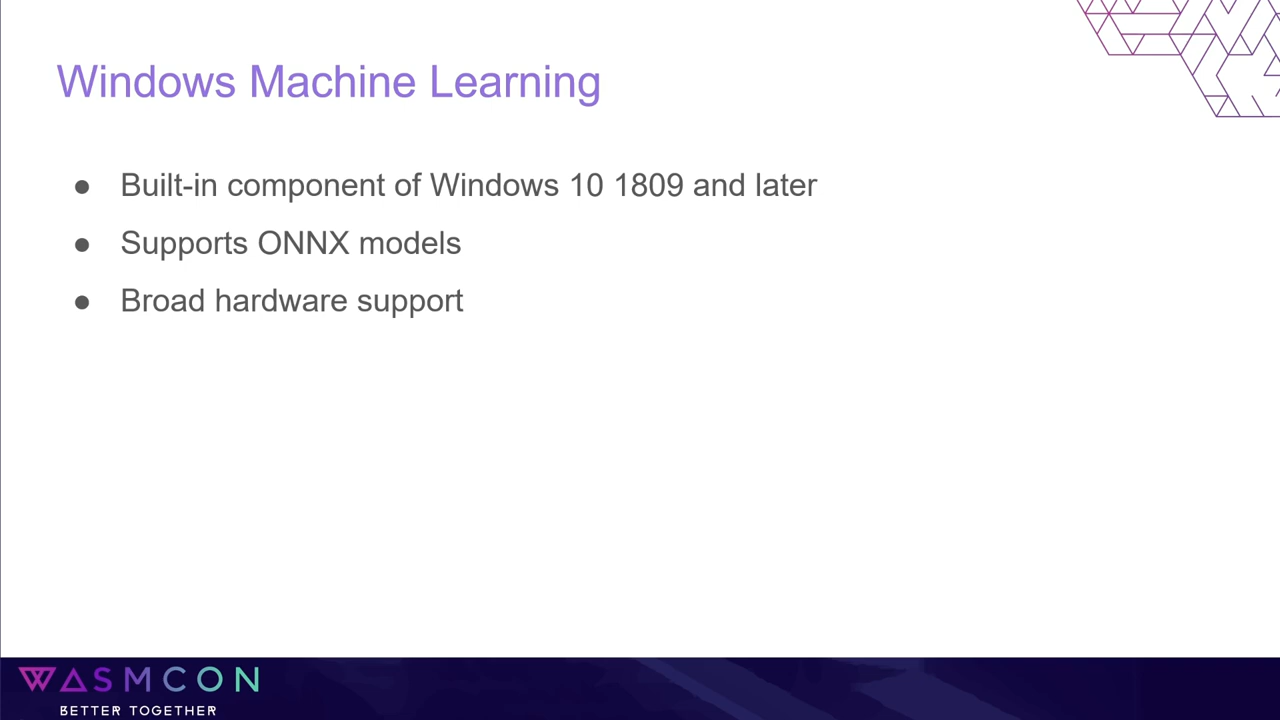 Windows Machine Learning
● Built-in component of Windows 10 1809 and later
● Supports ONNX models
● Broad hardware support
WASMCON
BETTER TOGETHER